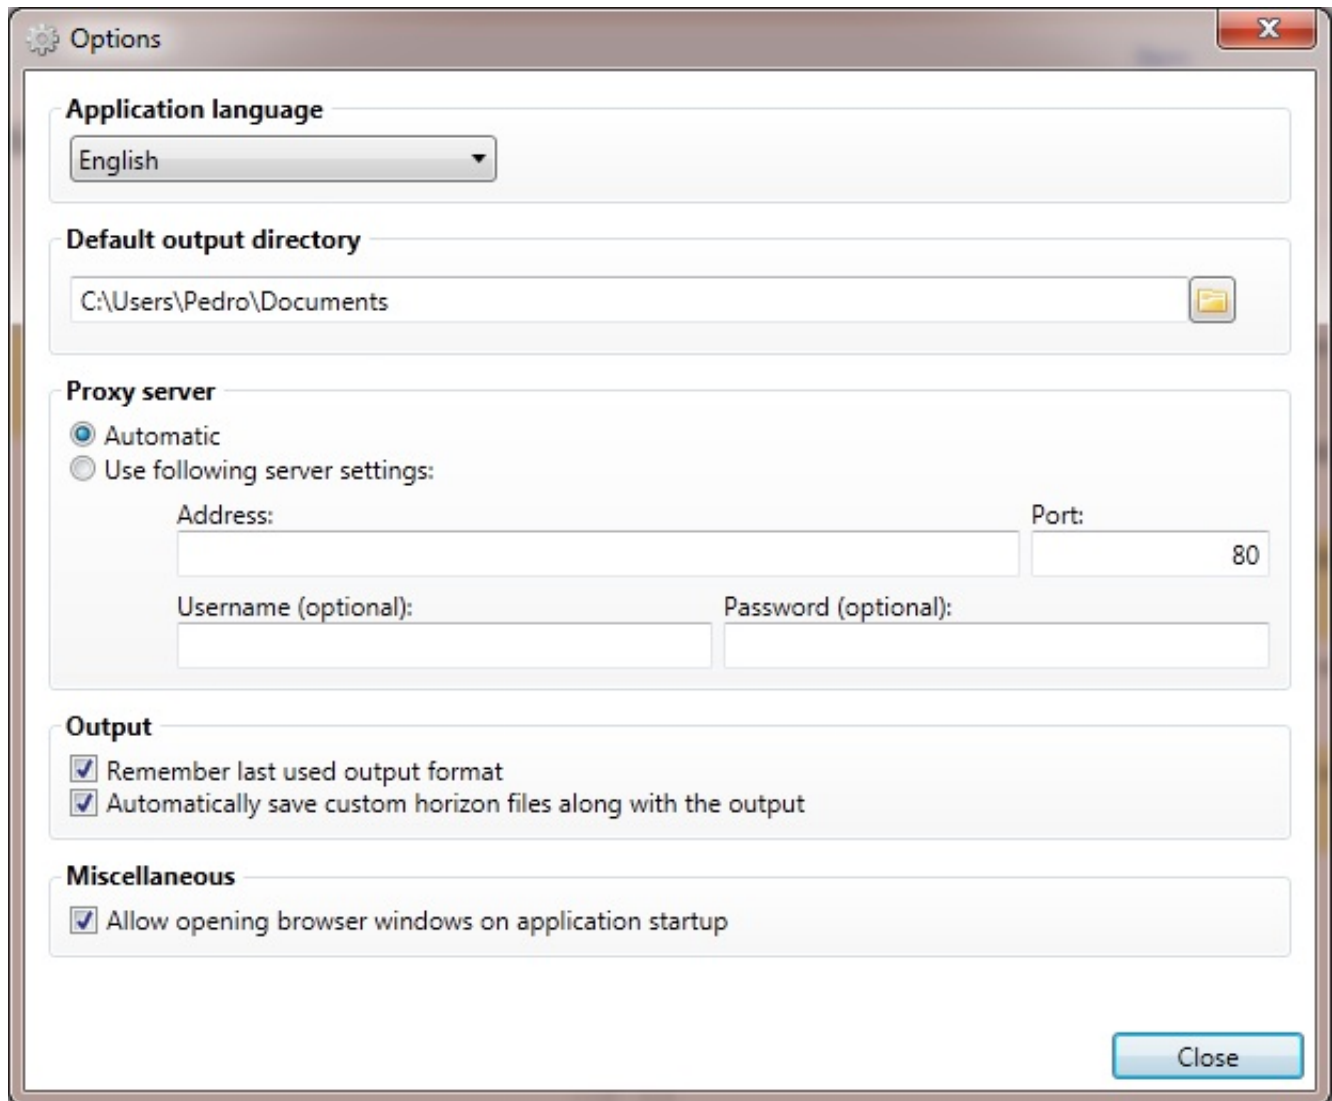 Options
Application language
English
Default output directory
C:\Users\Pedro\Documents
Proxy server
Automatic
Use following server settings:
Address: Port:
80
Username (optional): Password (optional):
Output
Remember last used output format
Automatically save custom horizon files along with the output
Miscellaneous
Allow opening browser windows on application startup
Close